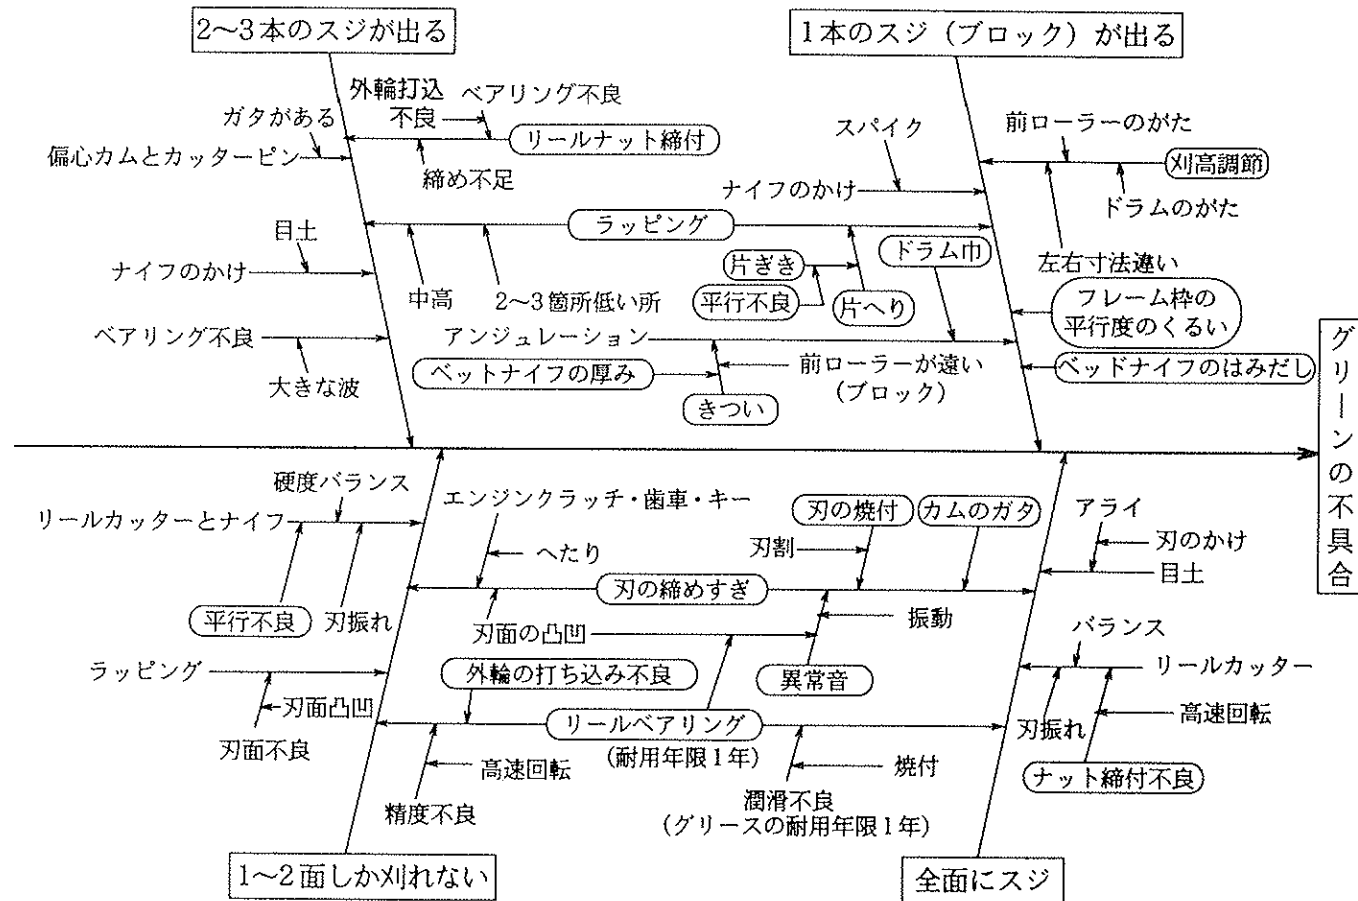 2～3本のスジが出る
1本のスジ（ブロック）が出る
外輪打込
不良
ベアリング不良
ガタがある
リールナット締付
偏心カムとカッターピン
締め不足
スパイク
前ローラーのがた
刈高調節
ナイフのかけ
ドラムのがた
目土
ラッピング
ナイフのかけ
片ぎき
ドラム巾
左右寸法違い
中高
2～3箇所低い所
平行不良
片へり
フレーム枠の
平行度のくるい
ベアリング不良
アンジュレーション
大きな波
ベットナイフの厚み
前ローラーが遠い
（ブロック）
ベッドナイフのはみだし
きつい
グリーンの不具合
硬度バランス
エンジンクラッチ・歯車・キー
リールカッターとナイフ
刃の焼付
カムのガタ
アライ
へたり
刃割
刃のかけ
刃の締めすぎ
目土
平行不良
刃振れ
刃面の凸凹
振動
バランス
ラッピング
外輪の打ち込み不良
異常音
リールカッター
刃面凸凹
リールベアリング
刃振れ
高速回転
刃面不良
（耐用年限1年）
高速回転
焼付
ナット締付不良
精度不良
潤滑不良
（グリースの耐用年限1年）
1～2面しか刈れない
全面にスジ